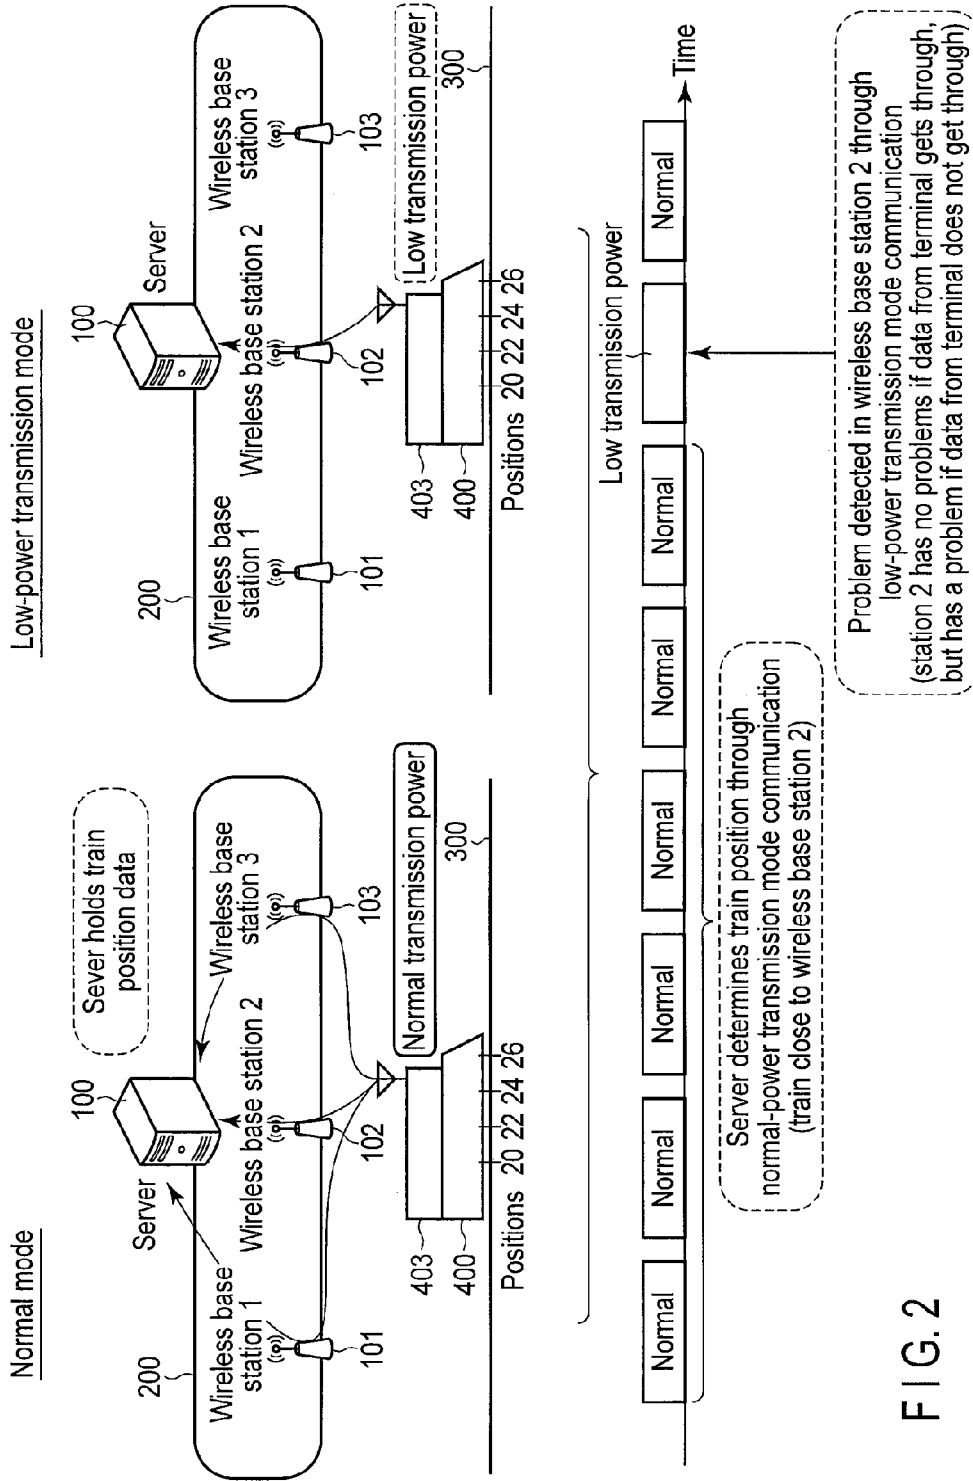 Normal mode
Sever holds train
position data
100
Server
200
Wireless base
station 1
Wireless base station 2
Wireless base
station 3
101
102
103
Normal transmission power
403
400
300
Positions 20 22 24 26
Low-power transmission mode
100
Server
200
Wireless base
station 1
Wireless base station 2
Wireless base
station 3
101
102
103
Low transmission power
403
400
300
Positions 20 22 24 26
Low transmission power
Normal
Normal
Normal
Normal
Normal
Normal
Normal
Time
Server determines train position through
normal-power transmission mode communication
(train close to wireless base station 2)
Problem detected in wireless base station 2 through
low-power transmission mode communication
(station 2 has no problems if data from terminal gets through,
but has a problem if data from terminal does not get through)
FIG. 2